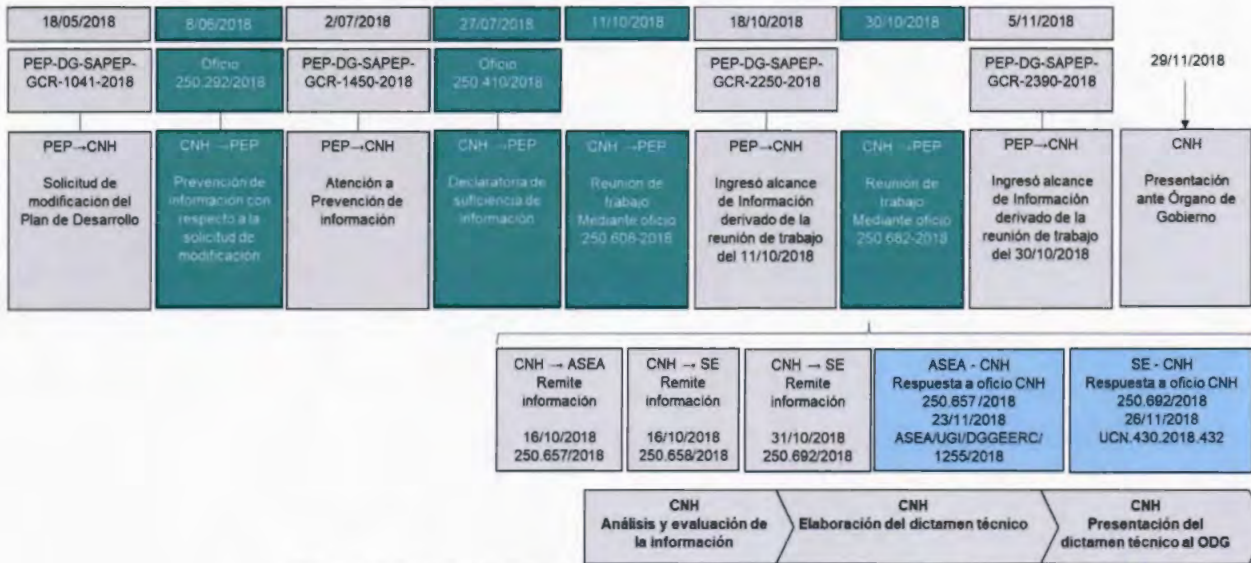 18/05/2018
8/06/2018
2/07/2018
27/07/2018
11/10/2018
18/10/2018
30/10/2018
5/11/2018
PEP-DG-SAPEP-
GCR-1041-2018
Oficio
250.292/2018
PEP-DG-SAPEP-
GCR-1450-2018
Oficio
250.410/2018
PEP-DG-SAPEP-
GCR-2250-2018
PEP-DG-SAPEP-
GCR-2390-2018
29/11/2018
PEP→CNH
Solicitud de
modificación del
Plan de Desarrollo
CNH →PEP
Prevención de
información con
respecto a la
solicitud de
modificación
PEP→CNH
Atención a
Prevención de
información
CNH →PEP
Declaratoria de
suficiencia de
información
CNH →PEP
Reunión de
trabajo
Mediante oficio
250.608-2018
PEP→CNH
Ingresó alcance
de Información
derivado de la
reunión de trabajo
del 11/10/2018
CNH →PEP
Reunión de
trabajo
Mediante oficio
250.682-2018
PEP→CNH
Ingresó alcance
de Información
derivado de la
reunión de trabajo
del 30/10/2018
CNH
Presentación
ante Órgano de
Gobierno
CNH → ASEA
Remite
información
16/10/2018
250.657/2018
CNH → SE
Remite
información
16/10/2018
250.658/2018
CNH → SE
Remite
información
31/10/2018
250.692/2018
ASEA - CNH
Respuesta a oficio CNH
250.657 /2018
23/11/2018
ASEA/UGI/DGGEERC/
1255/2018
SE - CNH
Respuesta a oficio CNH
250.692/2018
26/11/2018
UCN.430.2018.432
CNH
Análisis y evaluación de
la información
CNH
Elaboración del dictamen técnico
CNH
Presentación del
dictamen técnico al ODG